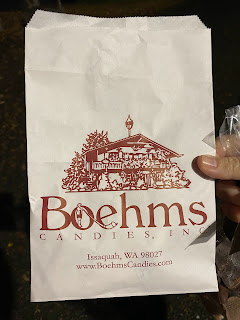 Boehms
CANDIES, INC
Issaquah, WA 98027
www.BoehmsCandies.com